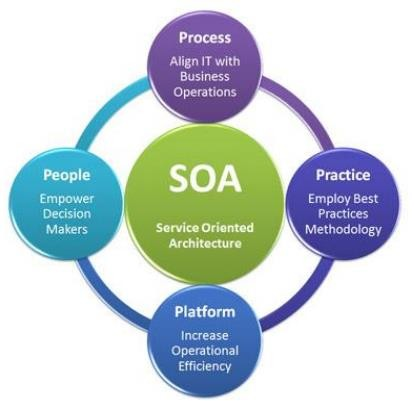 Process
Align IT with
Business
Operations
People
Empower
Decision
Makers
SOA
Service Oriented
Architecture
Practice
Employ Best
Practices
Methodology
Platform
Increase
Operational
Efficiency